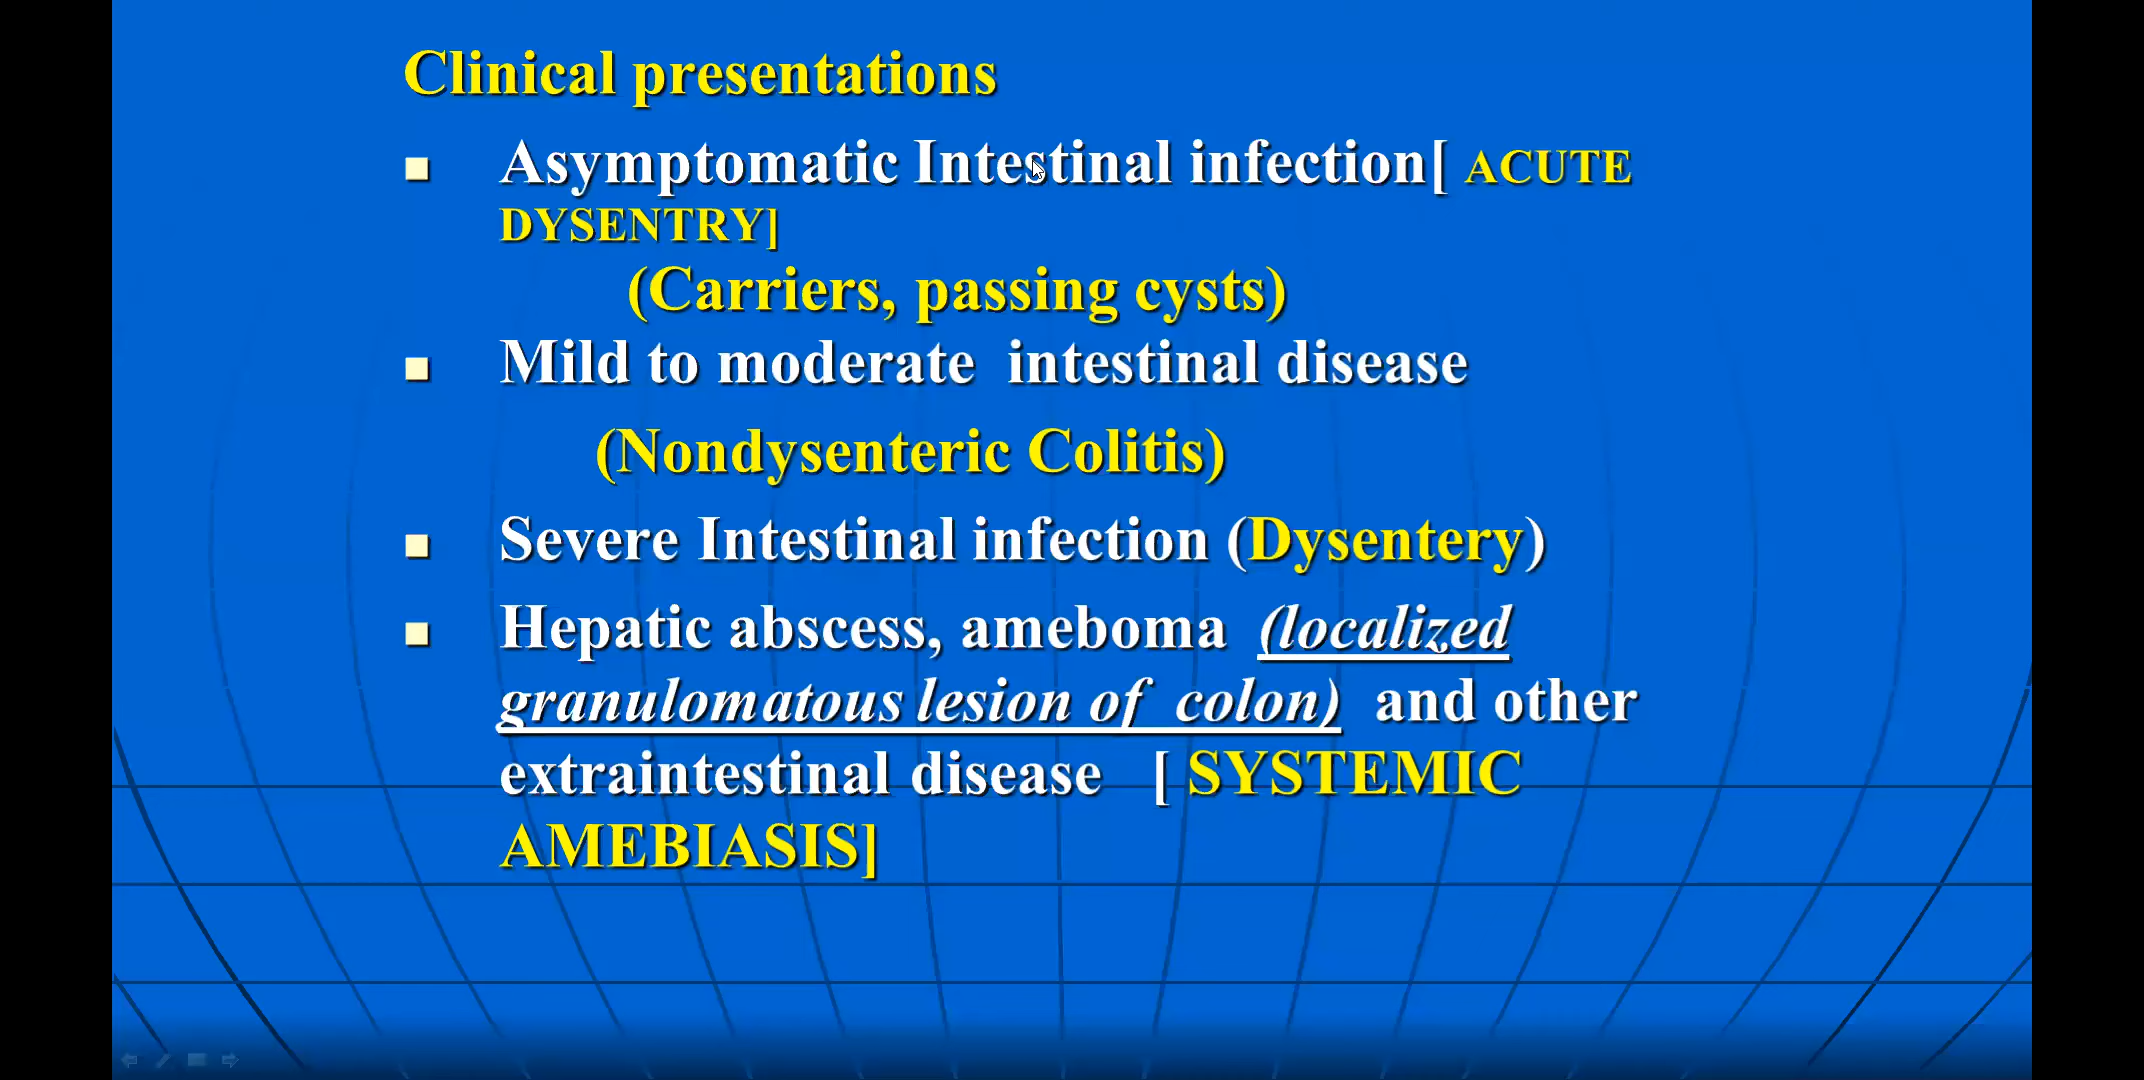 Clinical presentations
Asymptomatic Intestinal infection[ ACUTE
DYSENTRY]
(Carriers, passing cysts)
Mild to moderate  intestinal disease
(Nondysenteric Colitis)
Severe Intestinal infection (Dysentery)
Hepatic abscess, ameboma  (localized
granulomatous lesion of  colon)  and other
extraintestinal disease   [ SYSTEMIC
AMEBIASIS]